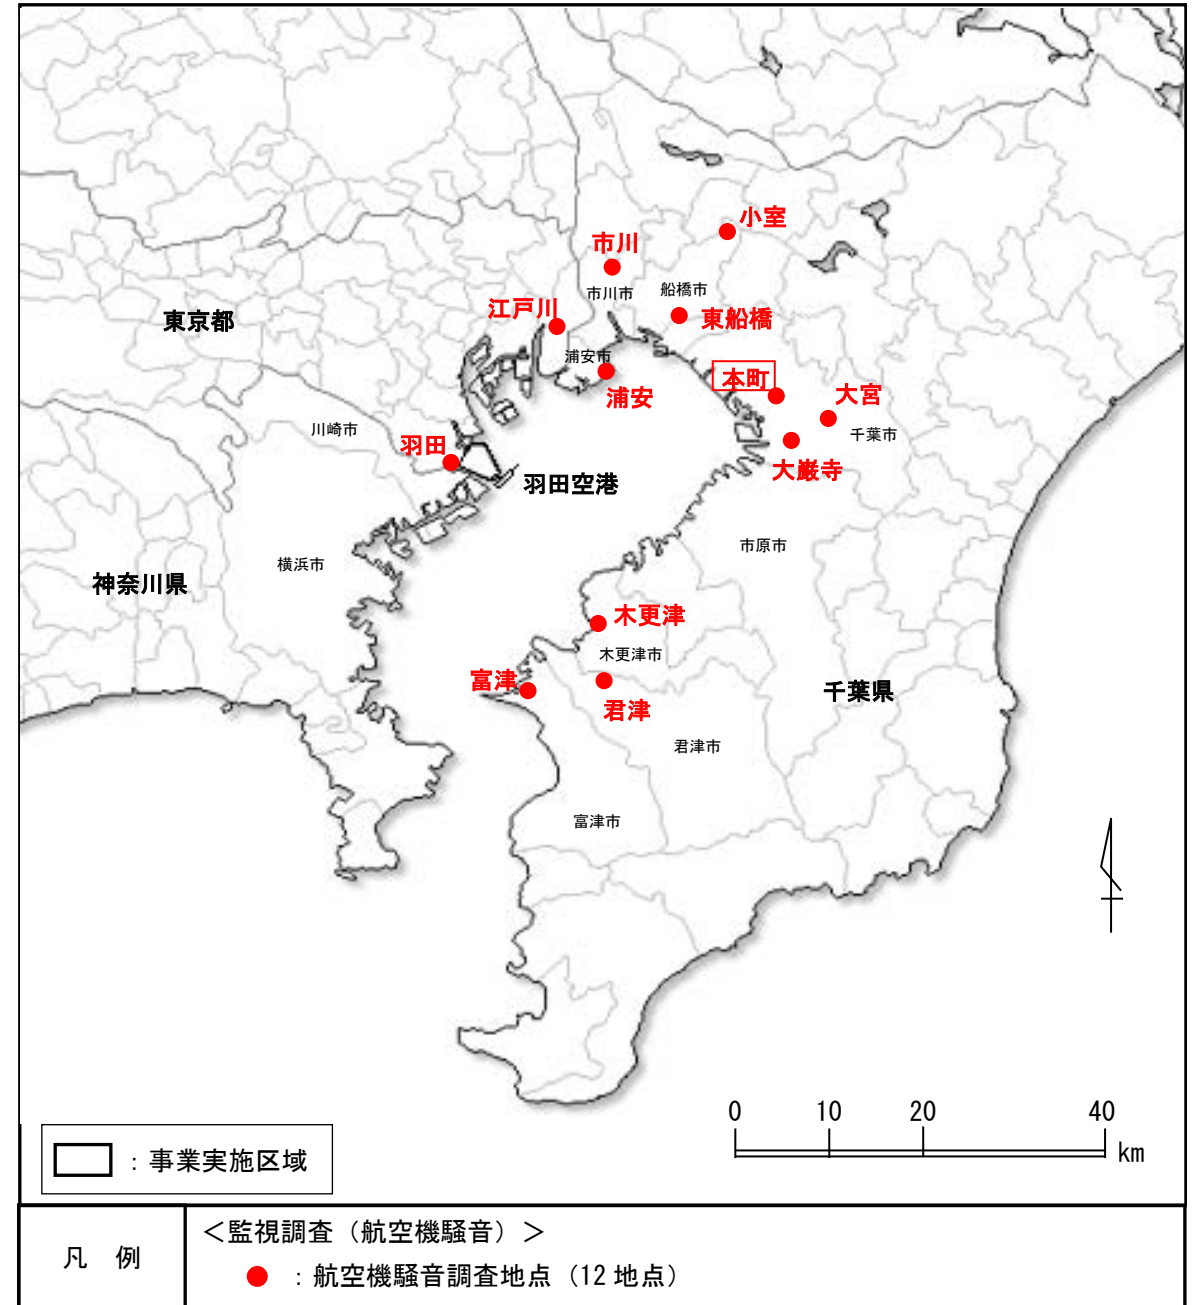 小室
市川
市川市
船橋市
江戸川
東船橋
東京都
浦安市
浦安
本町
大宮
千葉市
川崎市
羽田
大巌寺
羽田空港
市原市
横浜市
神奈川県
木更津
木更津市
富津
君津
千葉県
君津市
富津市
0 10 20 40
km
：事業実施区域
凡 例
＜監視調査（航空機騒音）＞
● ：航空機騒音調査地点（12 地点）